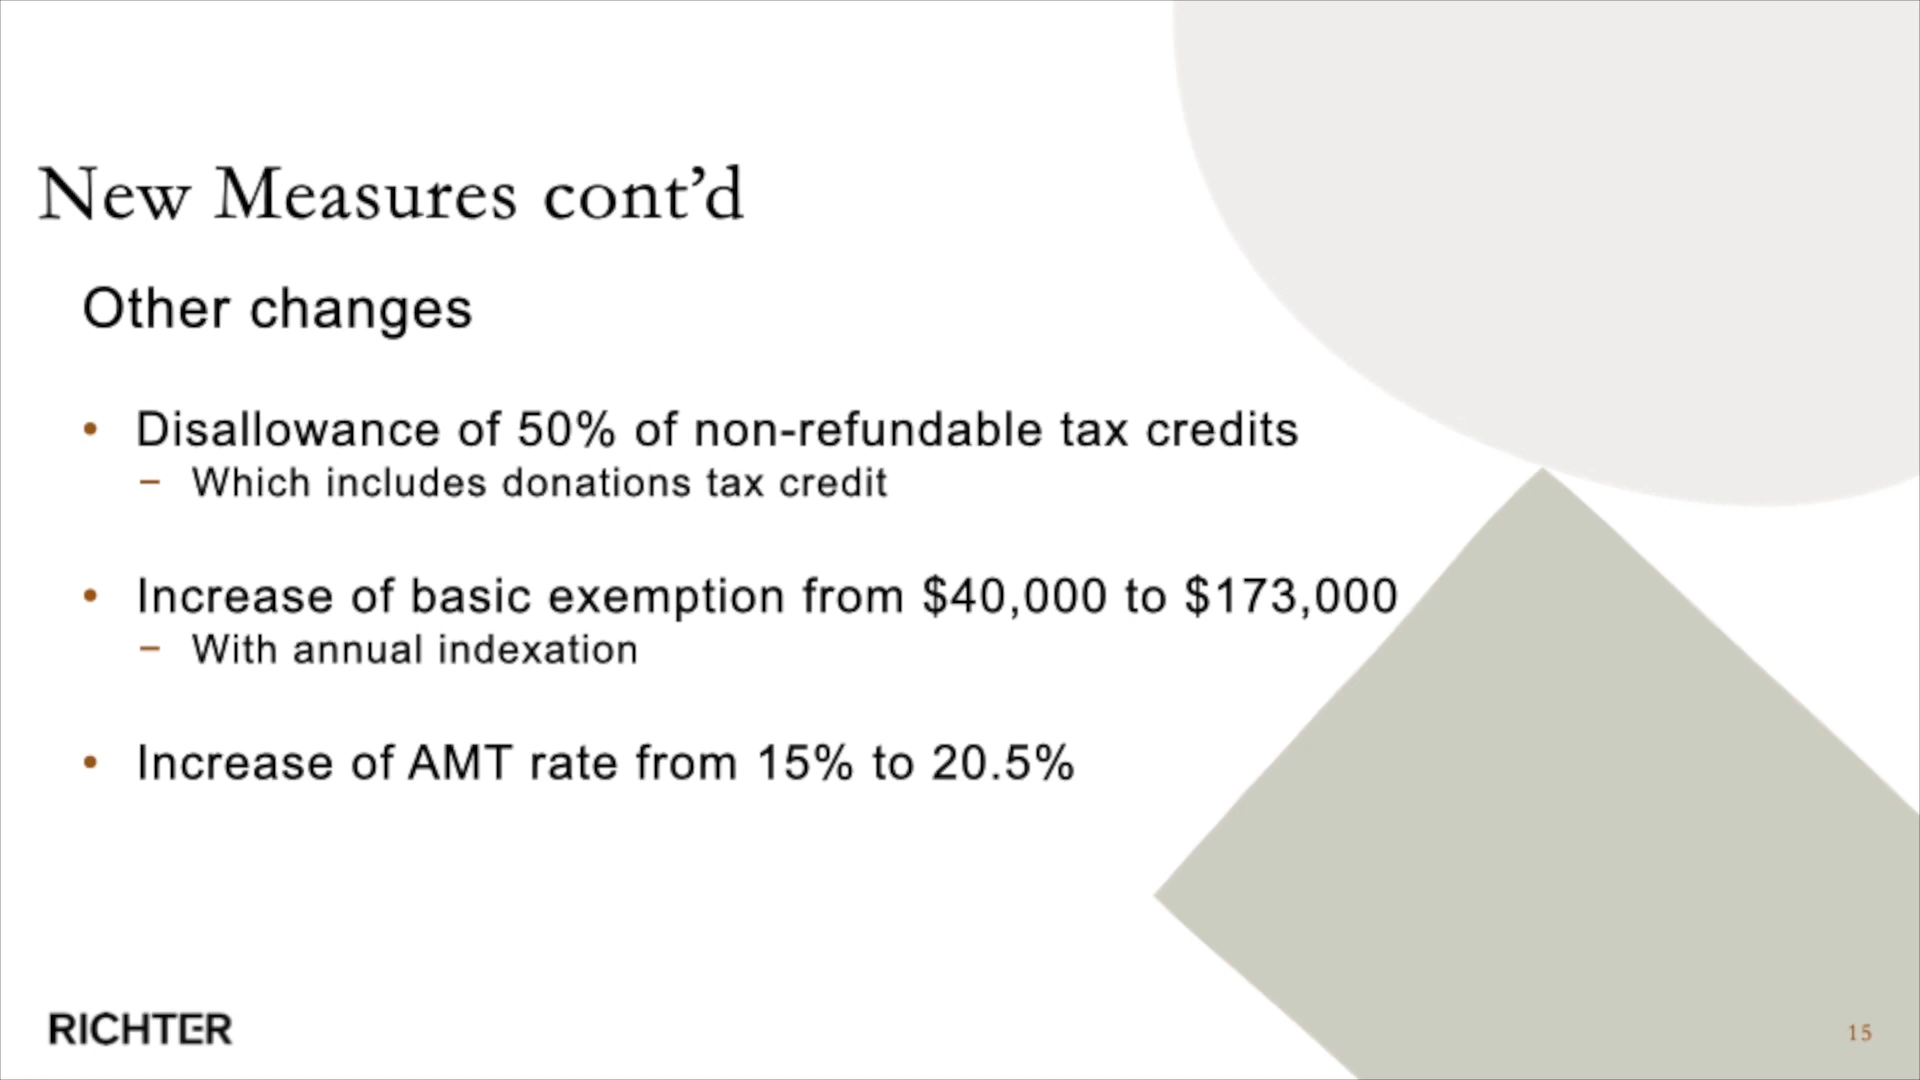 New Measures cont’d
Other changes
• Disallowance of 50% of non-refundable tax credits
– Which includes donations tax credit
• Increase of basic exemption from $40,000 to $173,000
– With annual indexation
• Increase of AMT rate from 15% to 20.5%
RICHTER
15